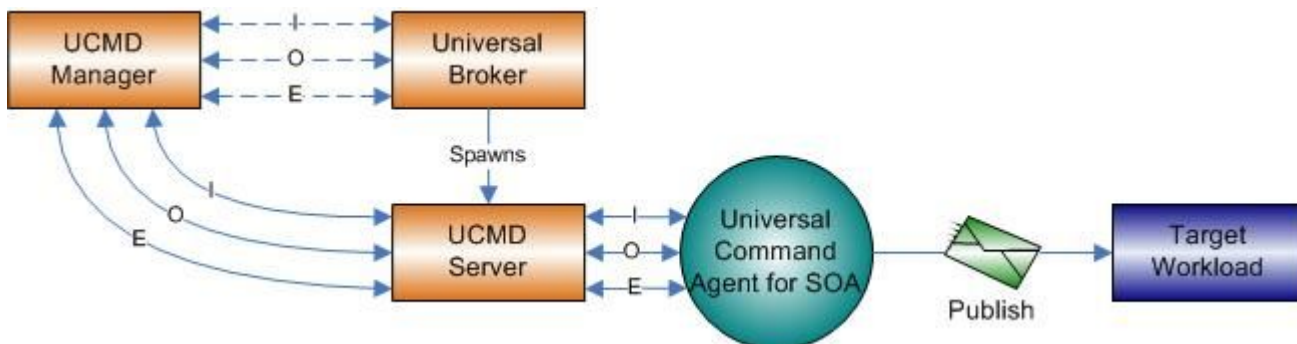 UCMD
Manager
I
O
E
Universal
Broker
Spawns
I
O
E
UCMD
Server
I
O
E
Universal
Command
Agent for SOA
Publish
Target
Workload